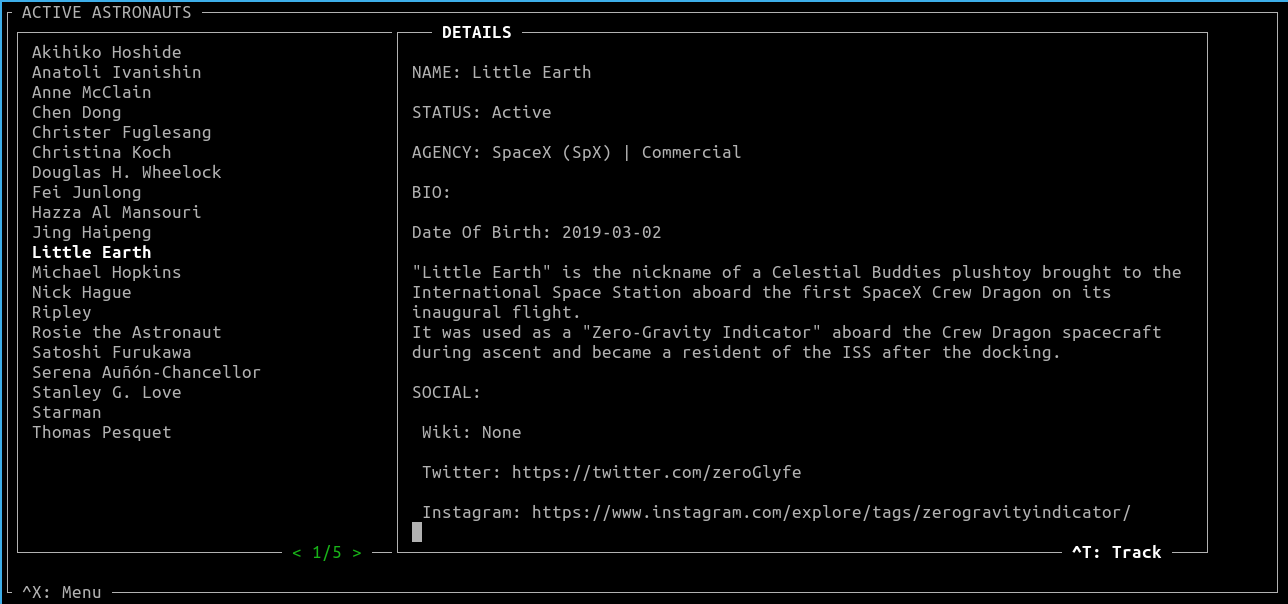 ACTIVE ASTRONAUTS
Akihiko Hoshide
Anatoli Ivanishin
Anne McClain
Chen Dong
Christer Fuglesang
Christina Koch
Douglas H. Wheelock
Fei Junlong
Hazza Al Mansouri
Jing Haipeng
Little Earth
Michael Hopkins
Nick Hague
Ripley
Rosie the Astronaut
Satoshi Furukawa
Serena Auñón-Chancellor
Stanley G. Love
Starman
Thomas Pesquet
< 1/5 >
DETAILS
NAME: Little Earth
STATUS: Active
AGENCY: SpaceX (SpX) | Commercial
BIO:
Date Of Birth: 2019-03-02
"Little Earth" is the nickname of a Celestial Buddies plushtoy brought to the
International Space Station aboard the first SpaceX Crew Dragon on its
inaugural flight.
It was used as a "Zero-Gravity Indicator" aboard the Crew Dragon spacecraft
during ascent and became a resident of the ISS after the docking.
SOCIAL:
Wiki: None
Twitter: https://twitter.com/zeroGlyfe
Instagram: https://www.instagram.com/explore/tags/zerogravityindicator/
^T: Track
^X: Menu